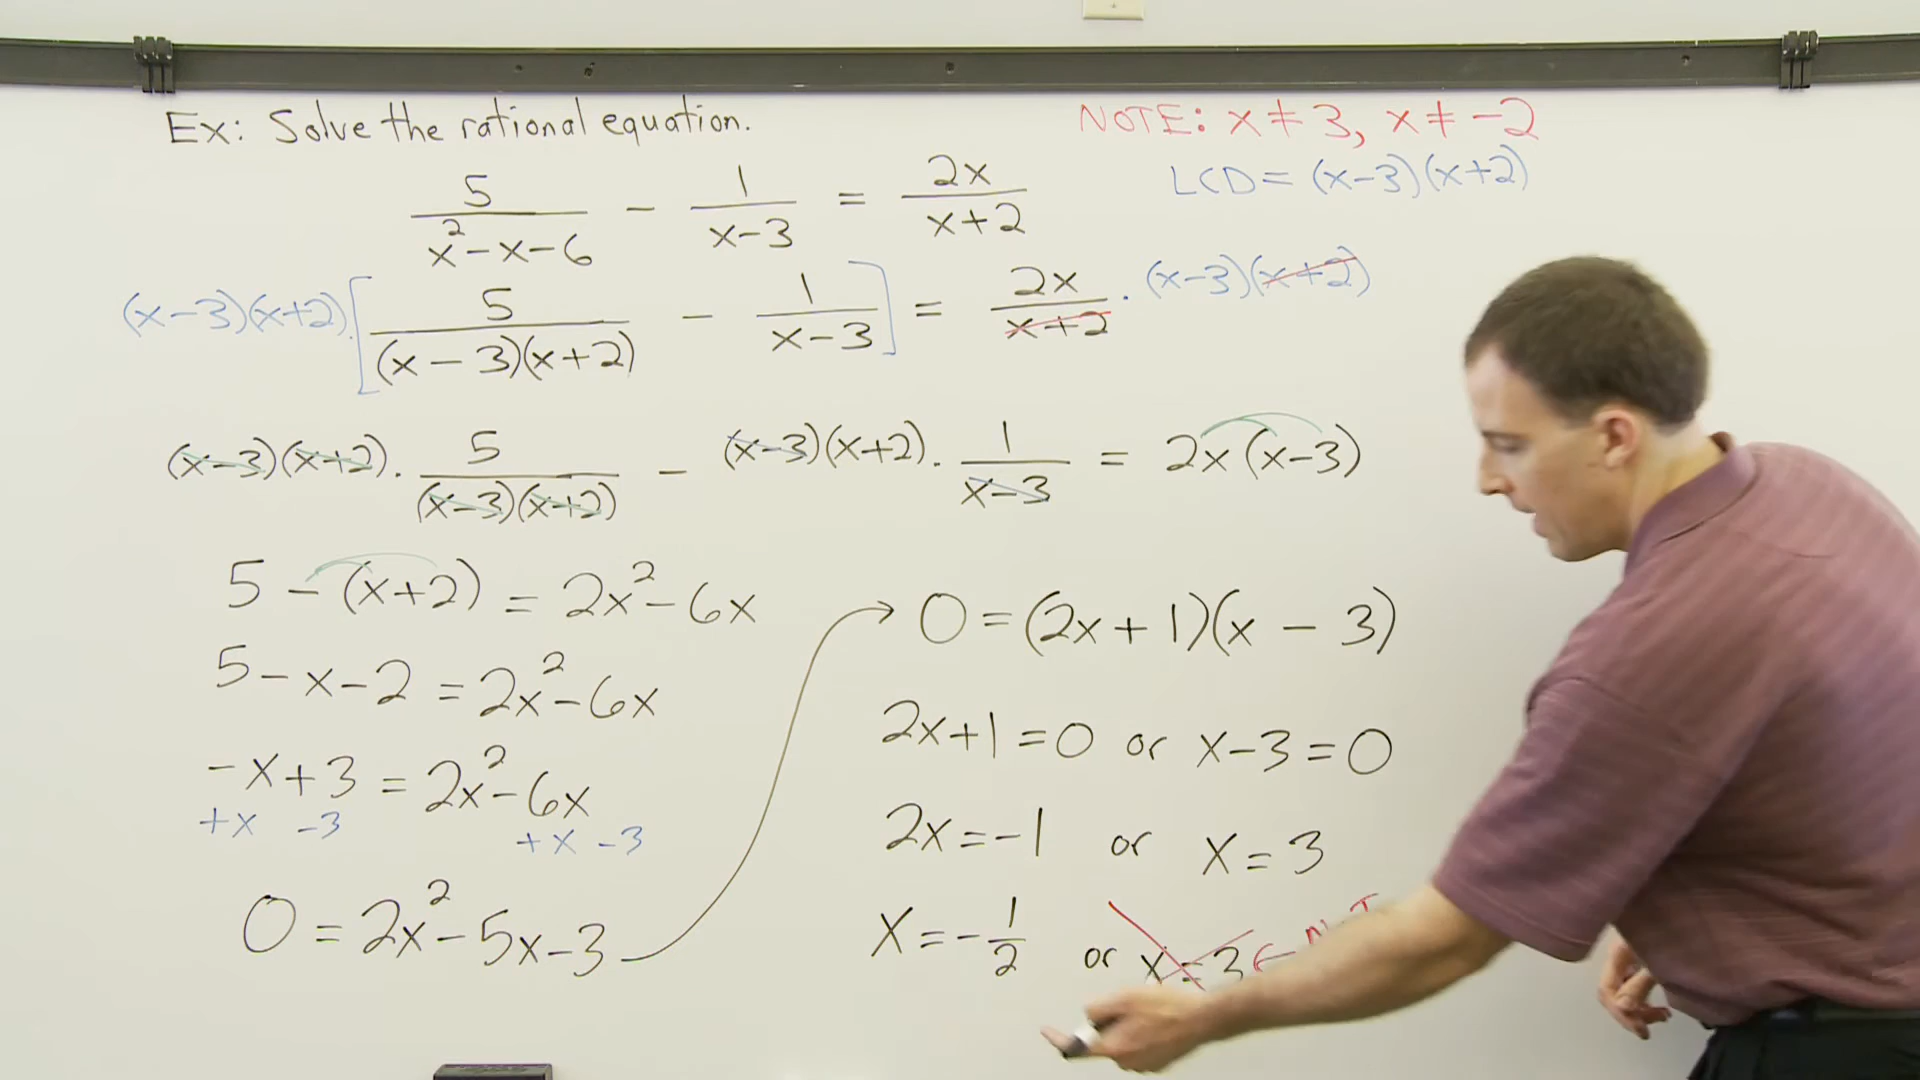 Ex: Solve the rational equation.
NOTE: x ≠ 3, x ≠ -2
LCD = (x-3)(x+2)
5/(x²-x-6) - 1/(x-3) = 2x/(x+2)
(x-3)(x+2)·[5/((x-3)(x+2)) - 1/(x-3)] = 2x/(x+2) · (x-3)(x+2)
(x-3)(x+2)· 5/((x-3)(x+2)) - (x-3)(x+2)· 1/(x-3) = 2x(x-3)
5 - (x+2) = 2x² - 6x
5 - x - 2 = 2x² - 6x
-x + 3 = 2x² - 6x
+x -3 +x -3
0 = 2x² - 5x - 3
0 = (2x + 1)(x - 3)
2x+1 = 0 or x-3 = 0
2x = -1 or x = 3
x = -1/2 or x = 3 ←